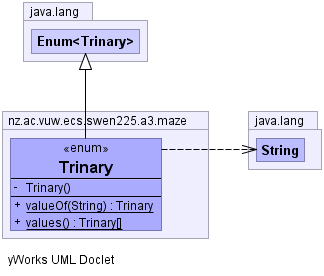 java.lang
Enum<Trinary>
nz.ac.vuw.ecs.swen225.a3.maze
java.lang
«enum»
Trinary
String
- Trinary()
+ valueOf(String) : Trinary
+ values() : Trinary[]
yWorks UML Doclet